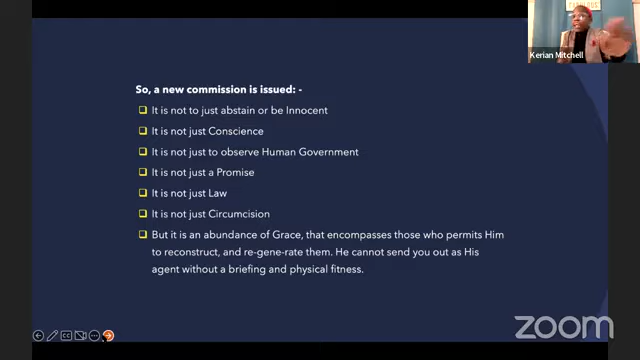 Kerian Mitchell
So, a new commission is issued: -
It is not to just abstain or be Innocent
It is not just Conscience
It is not just to observe Human Government
It is not just a Promise
It is not just Law
It is not just Circumcision
But it is an abundance of Grace, that encompasses those who permits Him
to reconstruct, and re-gene-rate them. He cannot send you out as His
agent without a briefing and physical fitness.
CC
zoom